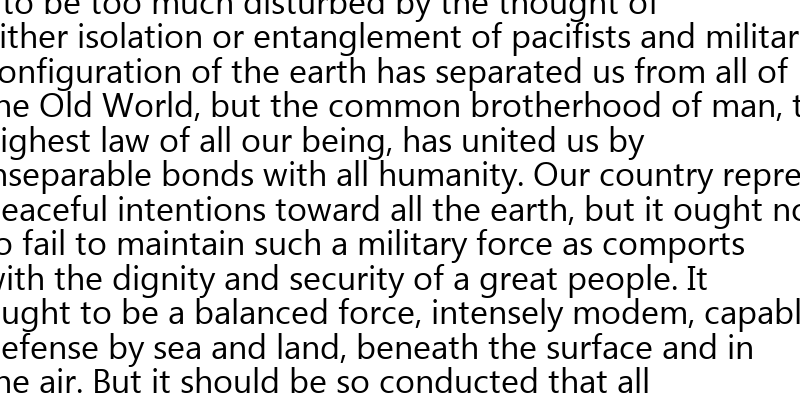 to be too much disturbed by the thought of
ither isolation or entanglement of pacifists and militar
onfiguration of the earth has separated us from all of
he Old World, but the common brotherhood of man, t
ighest law of all our being, has united us by
nseparable bonds with all humanity. Our country repre
eaceful intentions toward all the earth, but it ought no
o fail to maintain such a military force as comports
with the dignity and security of a great people. It
ught to be a balanced force, intensely modem, capabl
efense by sea and land, beneath the surface and in
he air. But it should be so conducted that all